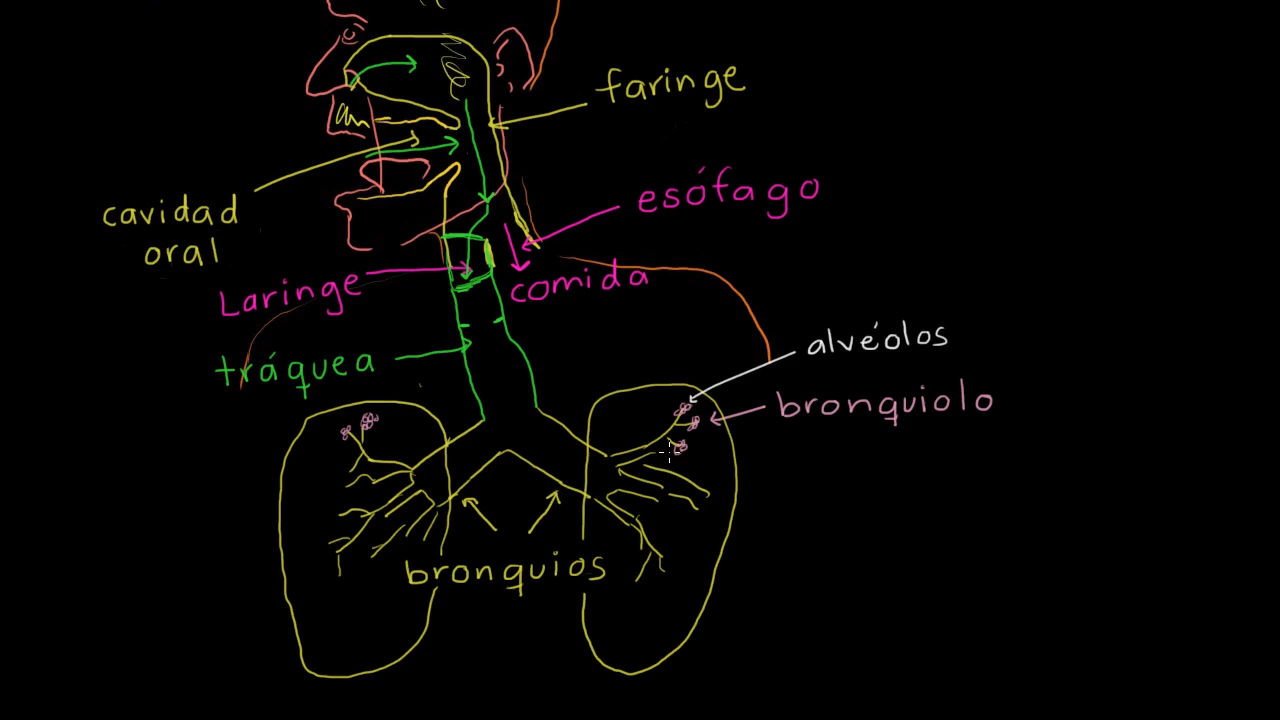 faringe
esófago
cavidad
oral
Laringe
comida
tráquea
alvéolos
bronquiolo
bronquios